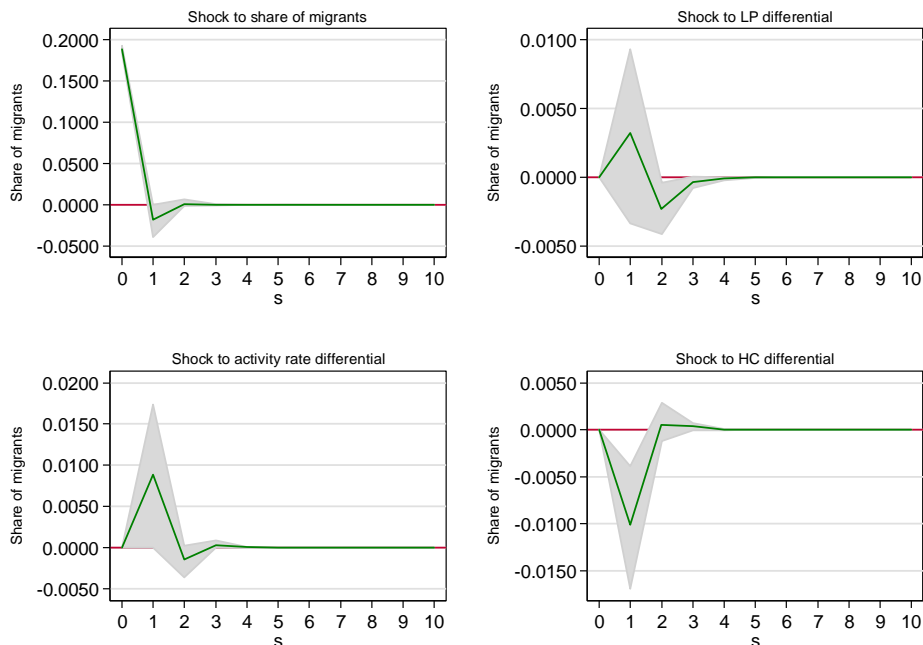 Shock to share of migrants
Share of migrants
0.2000
0.1500
0.1000
0.0500
0.0000
-0.0500
0 1 2 3 4 5 6 7 8 9 10
s
Shock to LP differential
Share of migrants
0.0100
0.0050
0.0000
-0.0050
0 1 2 3 4 5 6 7 8 9 10
s
Shock to activity rate differential
Share of migrants
0.0200
0.0150
0.0100
0.0050
0.0000
-0.0050
0 1 2 3 4 5 6 7 8 9 10
s
Shock to HC differential
Share of migrants
0.0050
0.0000
-0.0050
-0.0100
-0.0150
0 1 2 3 4 5 6 7 8 9 10
s